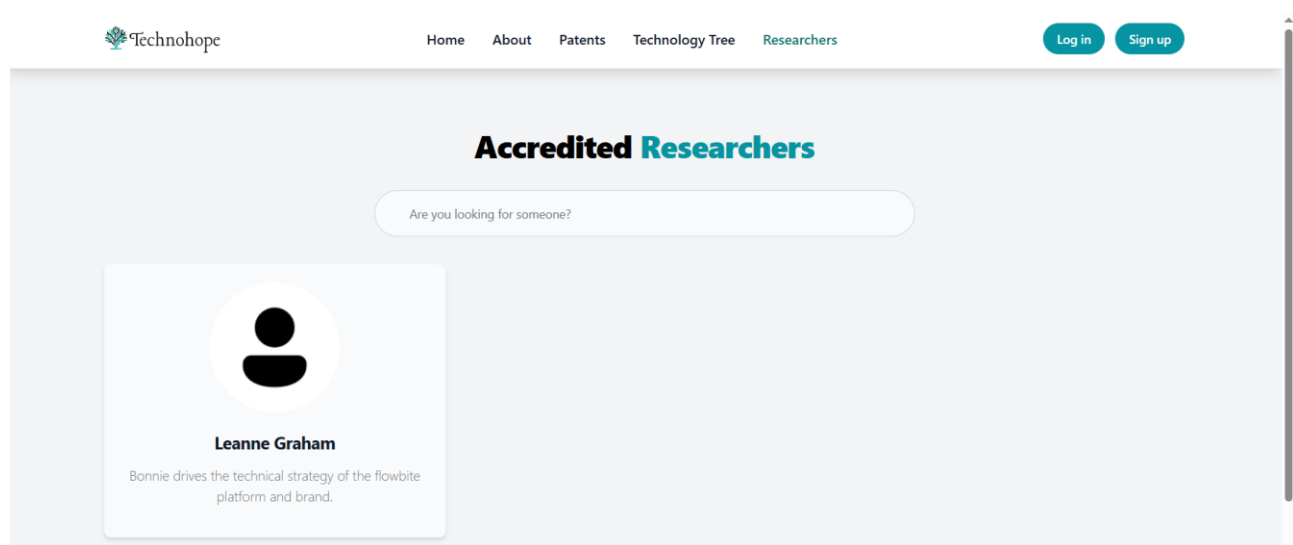 Technohope
Home About Patents Technology Tree Researchers
Log in Sign up
Accredited Researchers
Are you looking for someone?
Leanne Graham
Bonnie drives the technical strategy of the flowbite
platform and brand.